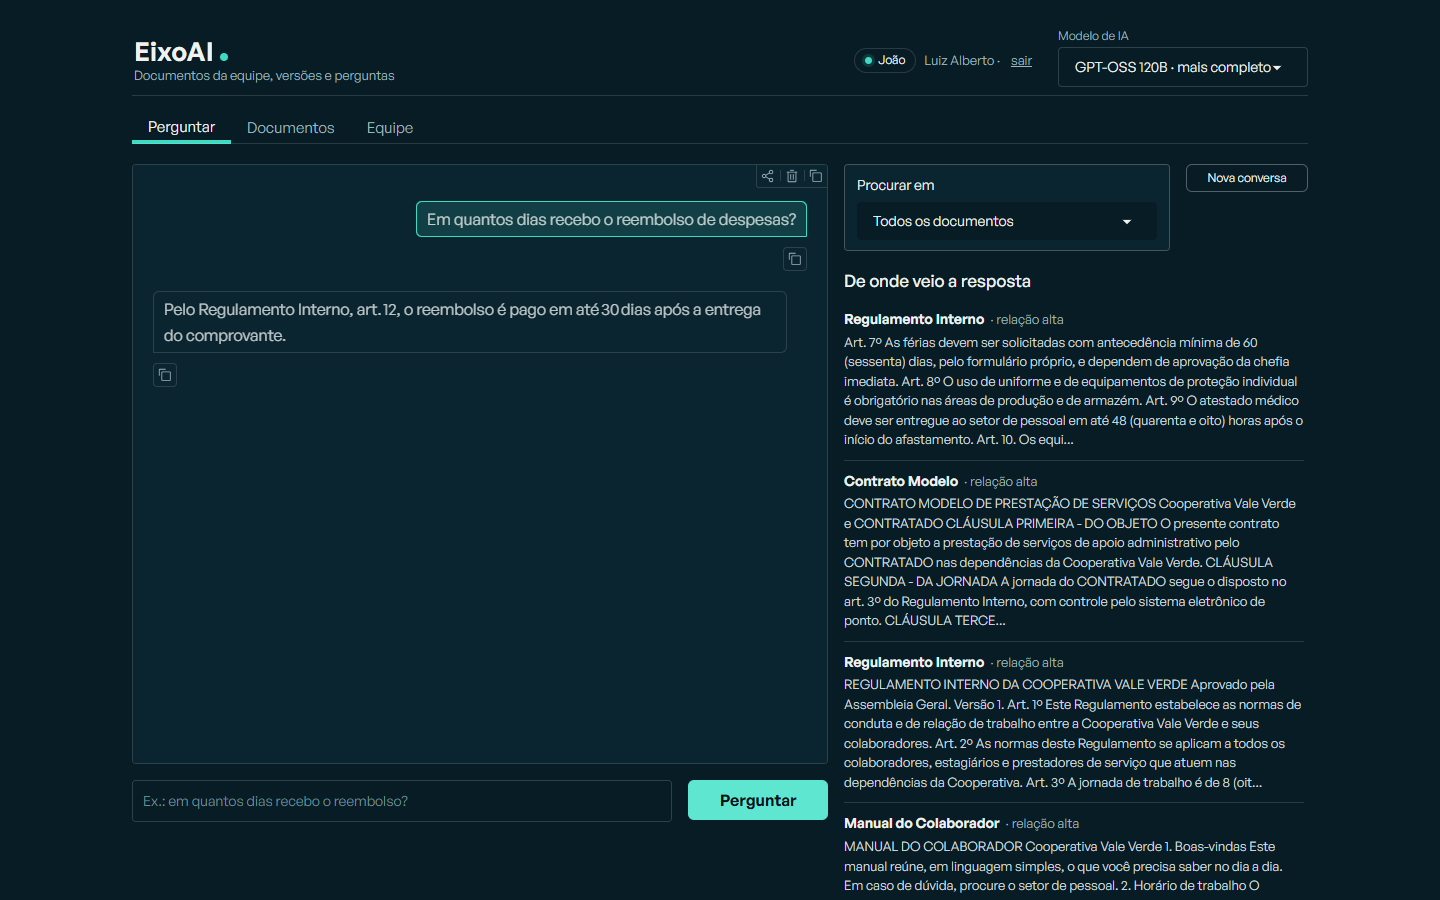 EixoAI
Documentos da equipe, versões e perguntas
João
Luiz Alberto · sair
Modelo de IA
GPT-OSS 120B · mais completo
Perguntar
Documentos
Equipe
Em quantos dias recebo o reembolso de despesas?
Pelo Regulamento Interno, art. 12, o reembolso é pago em até 30 dias após a entrega
do comprovante.
Ex.: em quantos dias recebo o reembolso?
Perguntar
Procurar em
Todos os documentos
Nova conversa
De onde veio a resposta
Regulamento Interno · relação alta
Art. 7º As férias devem ser solicitadas com antecedência mínima de 60
(sessenta) dias, pelo formulário próprio, e dependem de aprovação da chefia
imediata. Art. 8º O uso de uniforme e de equipamentos de proteção individual
é obrigatório nas áreas de produção e de armazém. Art. 9º O atestado médico
deve ser entregue ao setor de pessoal em até 48 (quarenta e oito) horas após o
início do afastamento. Art. 10. Os equi...
Contrato Modelo · relação alta
CONTRATO MODELO DE PRESTAÇÃO DE SERVIÇOS Cooperativa Vale Verde
e CONTRATADO CLÁUSULA PRIMEIRA - DO OBJETO O presente contrato
tem por objeto a prestação de serviços de apoio administrativo pelo
CONTRATADO nas dependências da Cooperativa Vale Verde. CLÁUSULA
SEGUNDA - DA JORNADA A jornada do CONTRATADO segue o disposto no
art. 3º do Regulamento Interno, com controle pelo sistema eletrônico de
ponto. CLÁUSULA TERCE...
Regulamento Interno · relação alta
REGULAMENTO INTERNO DA COOPERATIVA VALE VERDE Aprovado pela
Assembleia Geral. Versão 1. Art. 1º Este Regulamento estabelece as normas de
conduta e de relação de trabalho entre a Cooperativa Vale Verde e seus
colaboradores. Art. 2º As normas deste Regulamento se aplicam a todos os
colaboradores, estagiários e prestadores de serviço que atuem nas
dependências da Cooperativa. Art. 3º A jornada de trabalho é de 8 (oit...
Manual do Colaborador · relação alta
MANUAL DO COLABORADOR Cooperativa Vale Verde 1. Boas-vindas Este
manual reúne, em linguagem simples, o que você precisa saber no dia a dia.
Em caso de dúvida, procure o setor de pessoal. 2. Horário de trabalho O